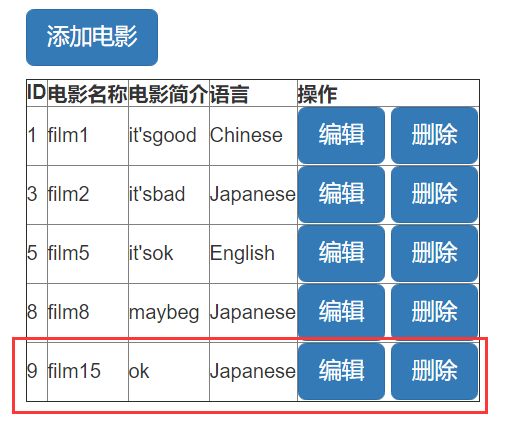 添加电影
ID 电影名称 电影简介 语言 操作
1 film1 it'sgood Chinese 编辑 删除
3 film2 it'sbad Japanese 编辑 删除
5 film5 it'sok English 编辑 删除
8 film8 maybeg Japanese 编辑 删除
9 film15 ok Japanese 编辑 删除